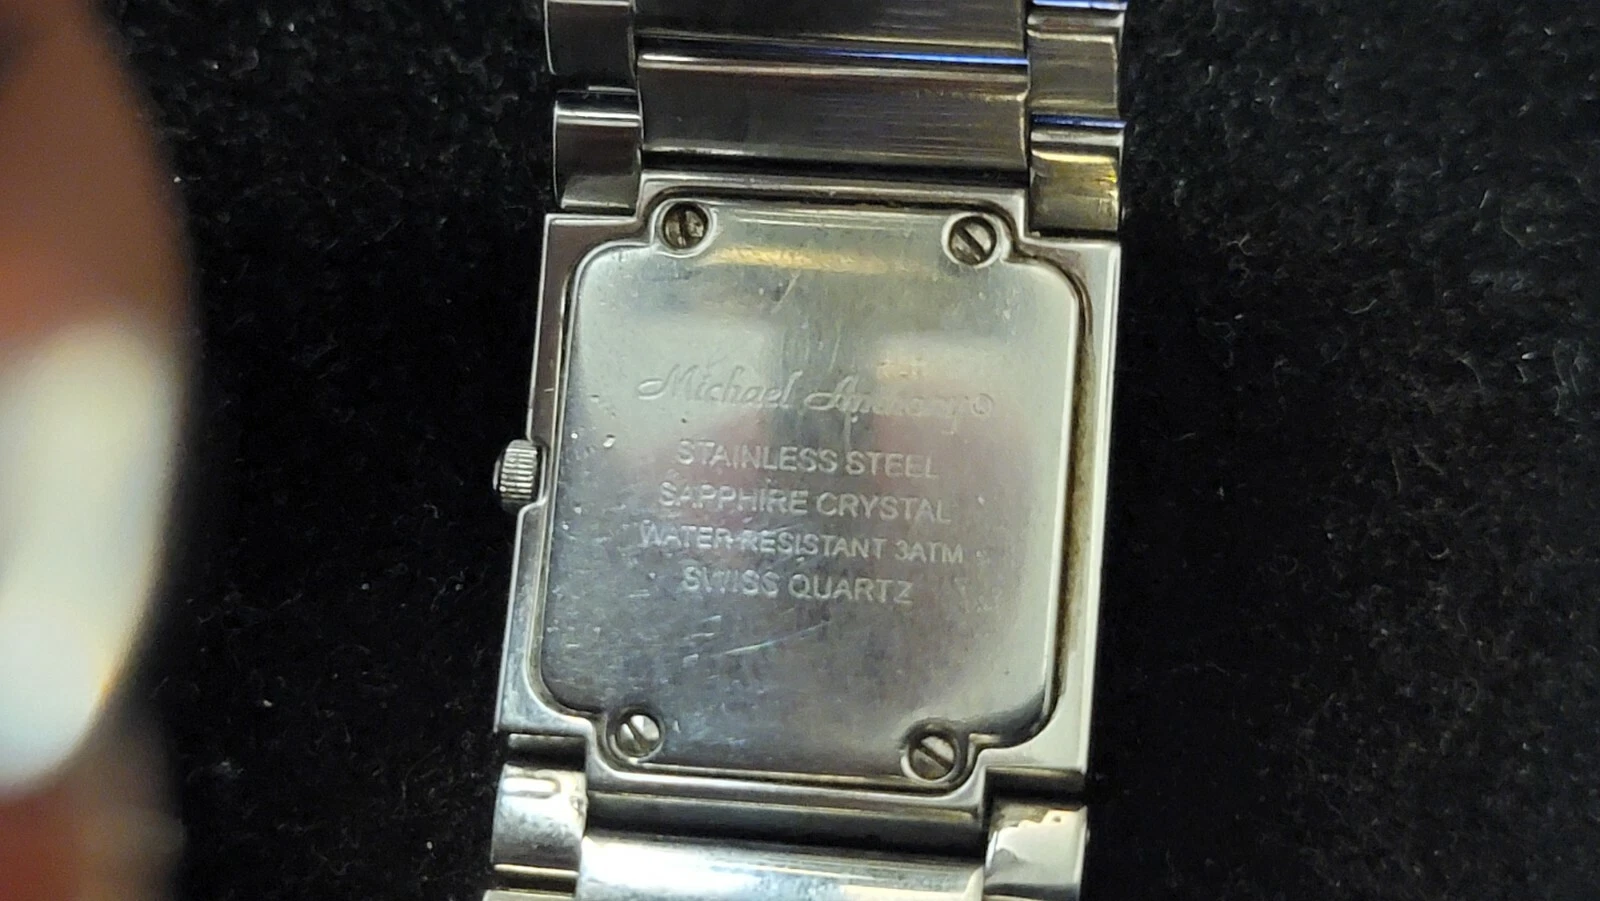 Michael Anthony®
STAINLESS STEEL
SAPPHIRE CRYSTAL
WATER RESISTANT 3ATM
SWISS QUARTZ